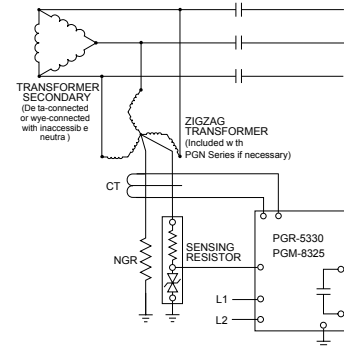 TRANSFORMER
SECONDARY
(De ta-connected
or wye-connected
with inaccessib e
neutra )
ZIGZAG
TRANSFORMER
(Included w th
PGN Series if necessary)
CT
NGR
SENSING
RESISTOR
PGR-5330
PGM-8325
L1
L2